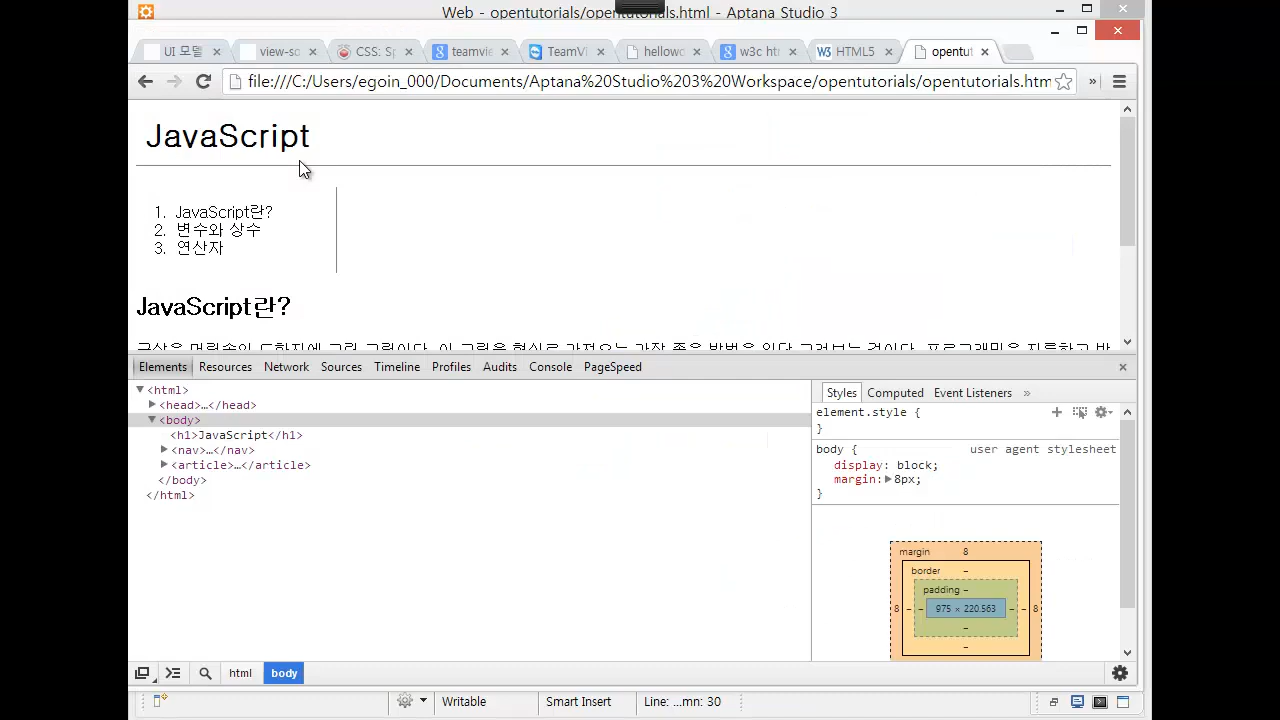 Web - opentutorials/opentutorials.html - Aptana Studio 3
UI 모델
view-so
CSS: Sp
teamvie
TeamVi
hellowo
w3c htr
HTML5
opentut
file:///C:/Users/egoin_000/Documents/Aptana%20Studio%203%20Workspace/opentutorials/opentutorials.htm
JavaScript
1. JavaScript란?
2. 변수와 상수
3. 연산자
JavaScript란?
Elements Resources Network Sources Timeline Profiles Audits Console PageSpeed
<html>
<head>…</head>
<body>
<h1>JavaScript</h1>
<nav>…</nav>
<article>…</article>
</body>
</html>
Styles Computed Event Listeners »
element.style {
}
body { user agent stylesheet
display: block;
margin: 8px;
}
margin 8
border –
padding –
8 – – 975 × 220.563 – – 8
–
–
html body
Writable Smart Insert Line: ...mn: 30